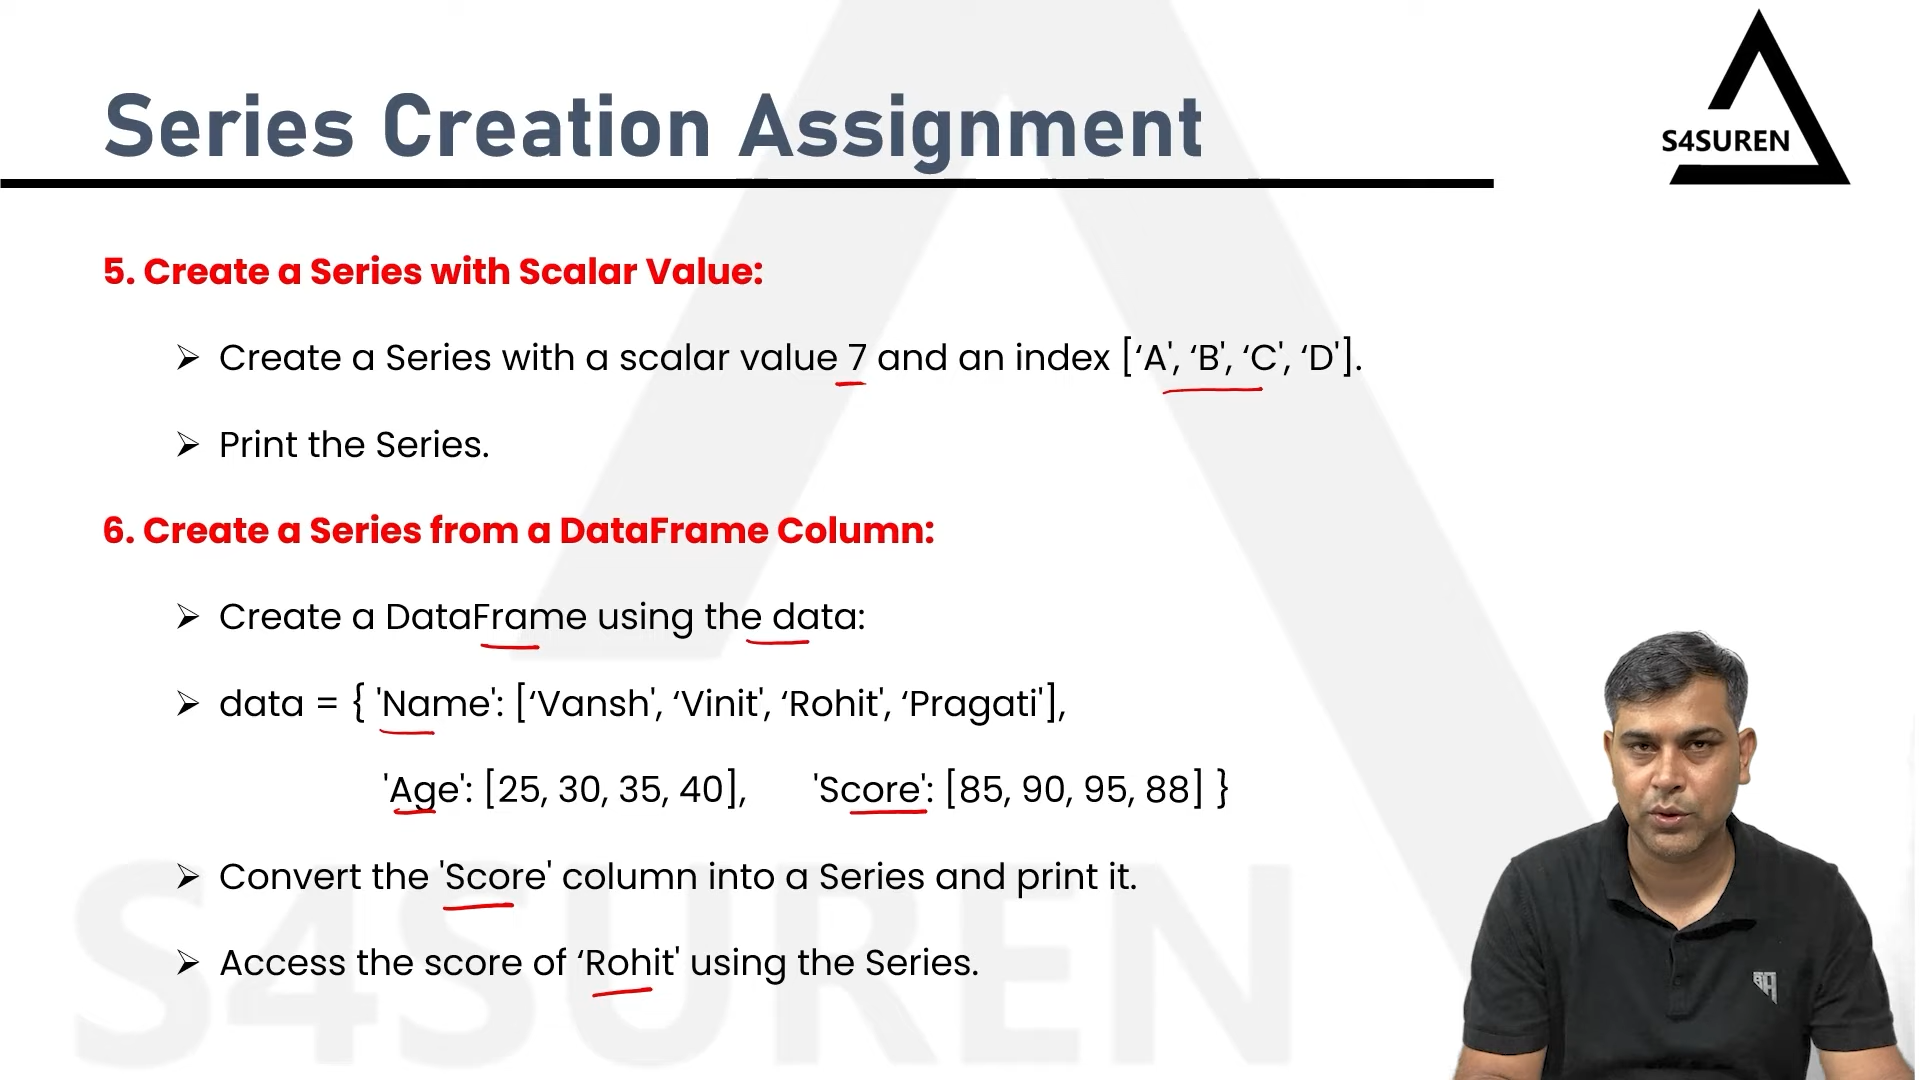 Series Creation Assignment
S4SUREN
5. Create a Series with Scalar Value:
➢ Create a Series with a scalar value 7 and an index [‘A', ‘B', ‘C', ‘D'].
➢ Print the Series.
6. Create a Series from a DataFrame Column:
➢ Create a DataFrame using the data:
➢ data = { 'Name': [‘Vansh', ‘Vinit', ‘Rohit', ‘Pragati'],
'Age': [25, 30, 35, 40], 'Score': [85, 90, 95, 88] }
➢ Convert the 'Score' column into a Series and print it.
➢ Access the score of ‘Rohit' using the Series.
S4SUREN